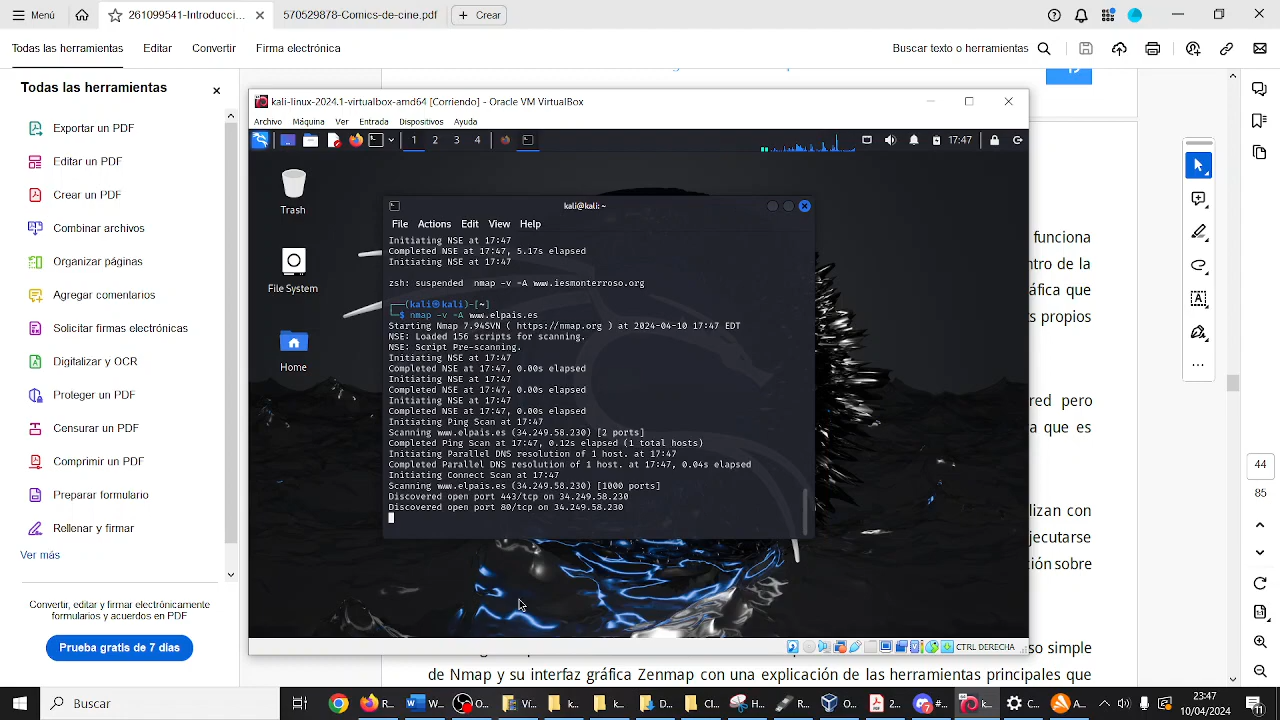 Menú
261099541-Introducci...
570529878-Comics-de-cme.pdf
Crear
Todas las herramientas
Editar
Convertir
Firma electrónica
Buscar texto o herramientas
Todas las herramientas
Exportar un PDF
Editar un PDF
Crear un PDF
Combinar archivos
Organizar páginas
Agregar comentarios
Solicitar firmas electrónicas
Digitalizar y OCR
Proteger un PDF
Censurar un PDF
Comprimir un PDF
Preparar formulario
Rellenar y firmar
Ver más
Convertir, editar y firmar electrónicamente
formularios y acuerdos en PDF
Prueba gratis de 7 días
kali-linux-2024.1-virtualbox-amd64 [Corriendo] - Oracle VM VirtualBox
Archivo Máquina Ver Entrada Dispositivos Ayuda
1 2 3 4
17:47
Trash
File System
Home
kali@kali: ~
File Actions Edit View Help
Initiating NSE at 17:47
Completed NSE at 17:47, 5.17s elapsed
Initiating NSE at 17:47
zsh: suspended nmap -v -A www.iesmonterroso.org
┌──(kali㉿kali)-[~]
└─$ nmap -v -A www.elpais.es
Starting Nmap 7.94SVN ( https://nmap.org ) at 2024-04-10 17:47 EDT
NSE: Loaded 156 scripts for scanning.
NSE: Script Pre-scanning.
Initiating NSE at 17:47
Completed NSE at 17:47, 0.00s elapsed
Initiating NSE at 17:47
Completed NSE at 17:47, 0.00s elapsed
Initiating NSE at 17:47
Completed NSE at 17:47, 0.00s elapsed
Initiating Ping Scan at 17:47
Scanning www.elpais.es (34.249.58.230) [2 ports]
Completed Ping Scan at 17:47, 0.12s elapsed (1 total hosts)
Initiating Parallel DNS resolution of 1 host. at 17:47
Completed Parallel DNS resolution of 1 host. at 17:47, 0.04s elapsed
Initiating Connect Scan at 17:47
Scanning www.elpais.es (34.249.58.230) [1000 ports]
Discovered open port 443/tcp on 34.249.58.230
Discovered open port 80/tcp on 34.249.58.230
CTRL DERECHA
funciona
ntro de la
áfica que
s propios
red pero
a que es
lizan con
ejecutarse
ción sobre
so simple
de Nmap y su interfaz gráfica Zenmap con una explicación de las herramientas principales que
44
85
Buscar
R...
W...
O...
Vi...
k...
k...
D...
Cl...
H...
R...
O...
2...
#...
k...
C...
A...
23:47
10/04/2024